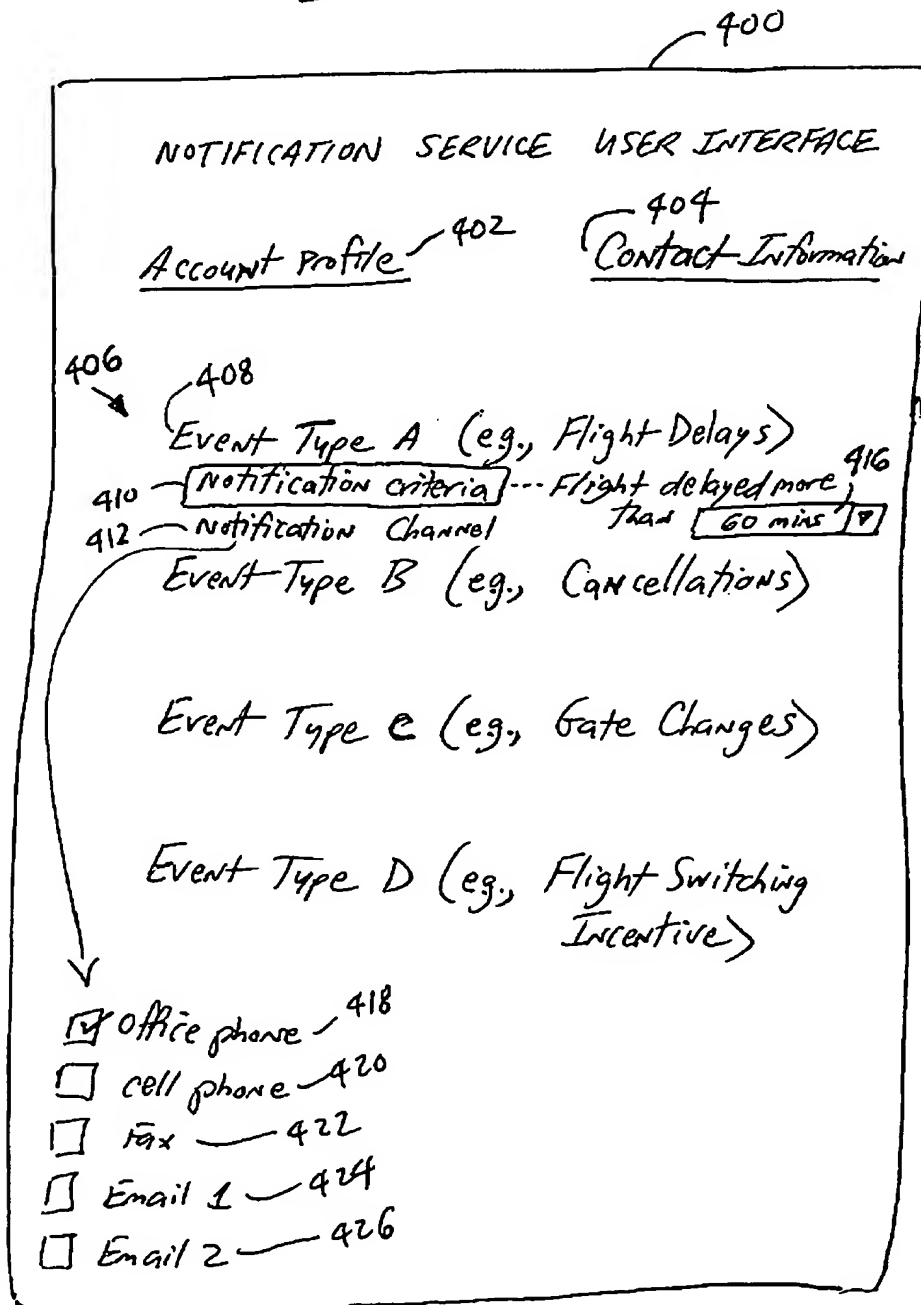 400
NOTIFICATION SERVICE USER INTERFACE
402
404
Account Profile
Contact Information
406
408
Event Type A (eg., Flight Delays)
410 Notification criteria --- Flight delayed more 416
412 Notification Channel than 60 mins
Event Type B (eg., Cancellations)
Event Type C (eg., Gate Changes)
Event Type D (eg., Flight Switching
Incentive)
Office phone 418
cell phone 420
Fax 422
Email 1 424
Email 2 426